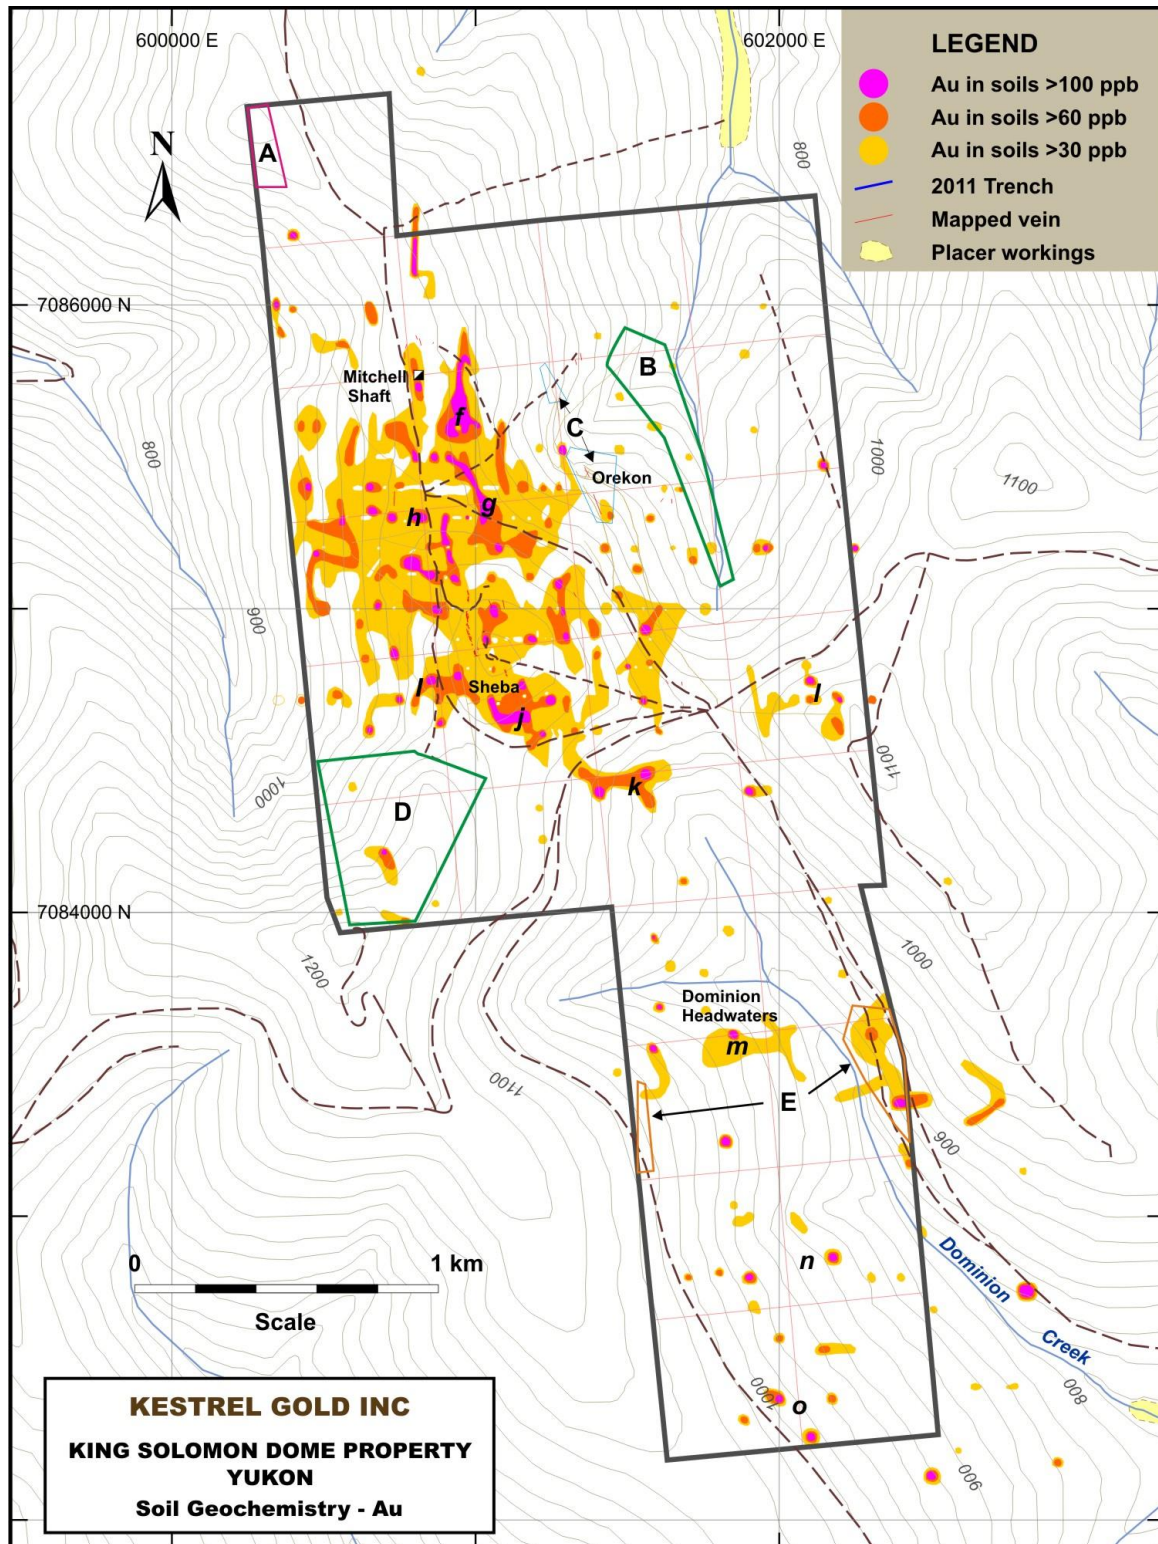 600000 E
602000 E
LEGEND
Au in soils >100 ppb
Au in soils >60 ppb
Au in soils >30 ppb
2011 Trench
Mapped vein
Placer workings
A
N
800
7086000 N
B
Mitchell
Shaft
f
C
800
1000
Orekon
1100
g
h
900
l
Sheba
j
l
1100
k
1000
D
7084000 N
1200
1000
Dominion
Headwaters
m
1100
E
900
n
Dominion
Creek
0
1 km
Scale
800
1000
o
900
KESTREL GOLD INC
KING SOLOMON DOME PROPERTY
YUKON
Soil Geochemistry - Au